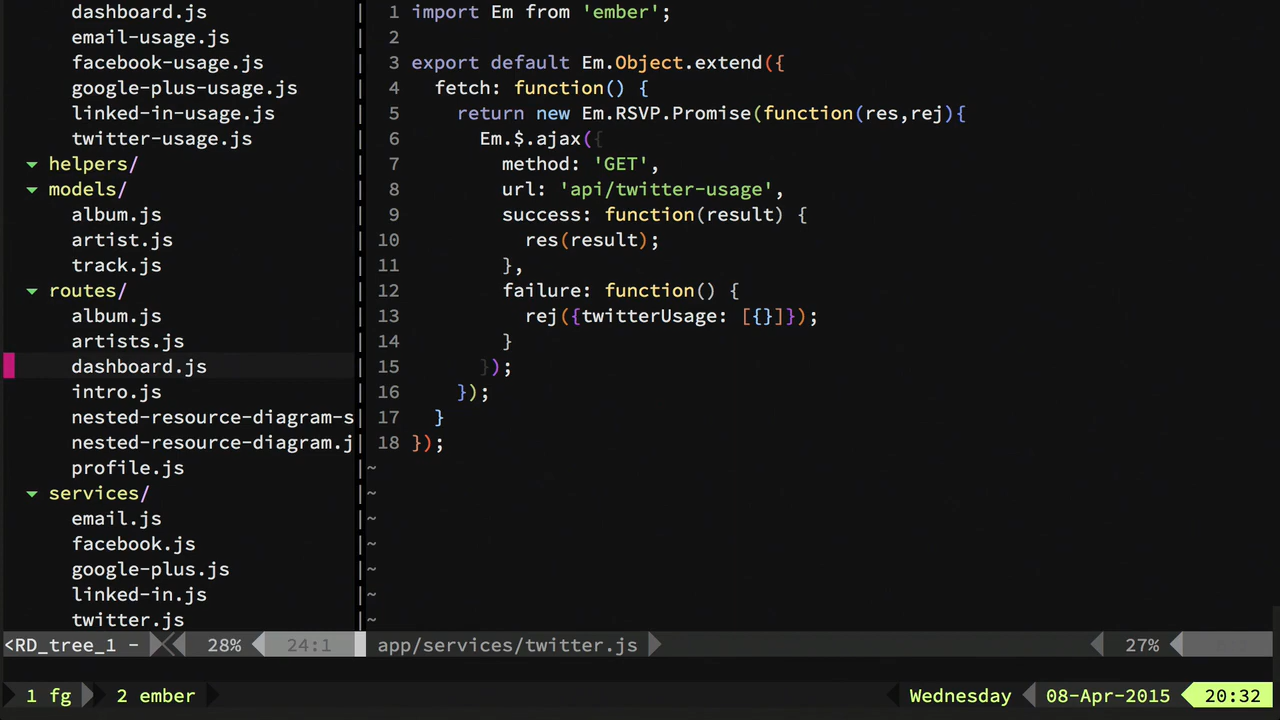 dashboard.js
email-usage.js
facebook-usage.js
google-plus-usage.js
linked-in-usage.js
twitter-usage.js
▾ helpers/
▾ models/
album.js
artist.js
track.js
▾ routes/
album.js
artists.js
dashboard.js
intro.js
nested-resource-diagram-s
nested-resource-diagram.j
profile.js
▾ services/
email.js
facebook.js
google-plus.js
linked-in.js
twitter.js
<RD_tree_1 - 28% 24:1
1 import Em from 'ember';
2
3 export default Em.Object.extend({
4   fetch: function() {
5     return new Em.RSVP.Promise(function(res,rej){
6       Em.$.ajax({
7         method: 'GET',
8         url: 'api/twitter-usage',
9         success: function(result) {
10           res(result);
11         },
12         failure: function() {
13           rej({twitterUsage: [{}]});
14         }
15       });
16     });
17   }
18 });
~
~
~
~
~
~
~
app/services/twitter.js 27%
1 fg 2 ember Wednesday 08-Apr-2015 20:32